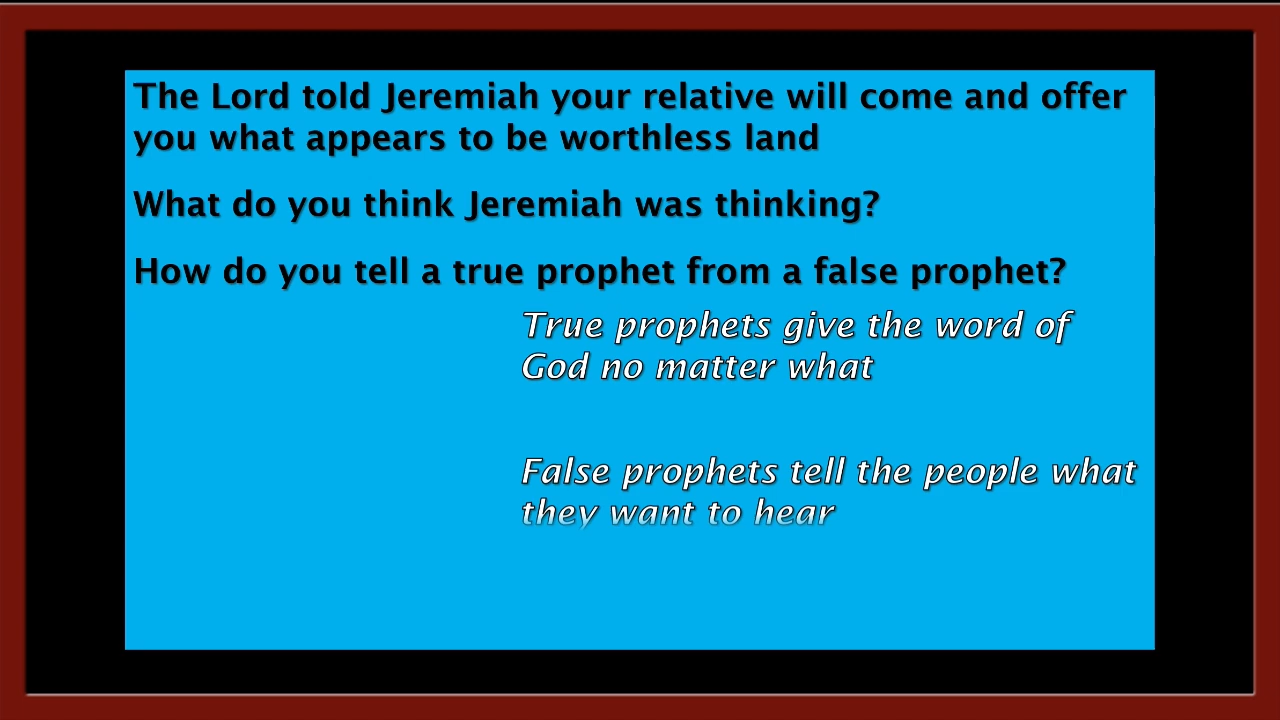 The Lord told Jeremiah your relative will come and offer
you what appears to be worthless land
What do you think Jeremiah was thinking?
How do you tell a true prophet from a false prophet?
True prophets give the word of
God no matter what
False prophets tell the people what
they want to hear